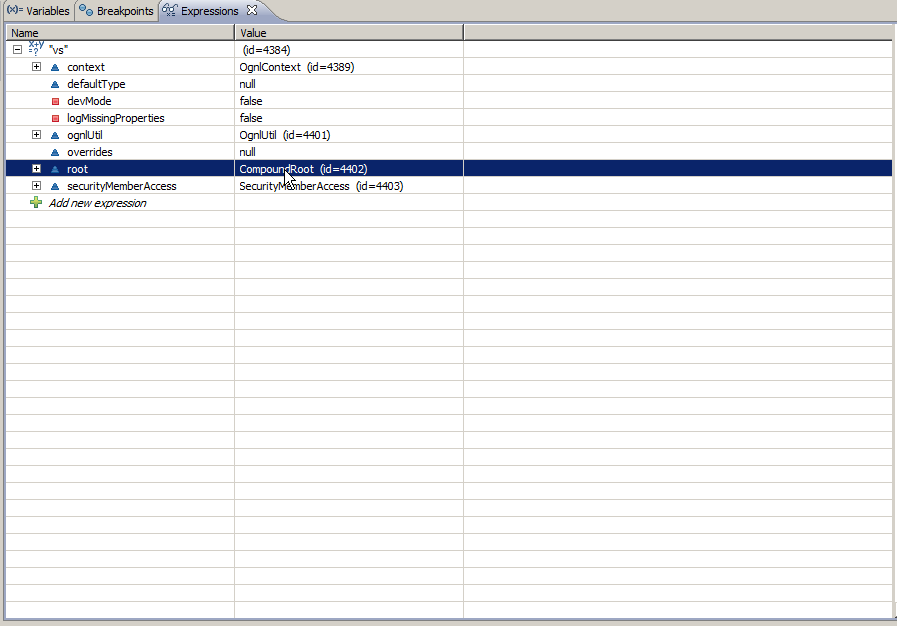 (x)= Variables Breakpoints Expressions
Name Value
"vs" (id=4384)
context OgnlContext (id=4389)
defaultType null
devMode false
logMissingProperties false
ognlUtil OgnlUtil (id=4401)
overrides null
root CompoundRoot (id=4402)
securityMemberAccess SecurityMemberAccess (id=4403)
Add new expression